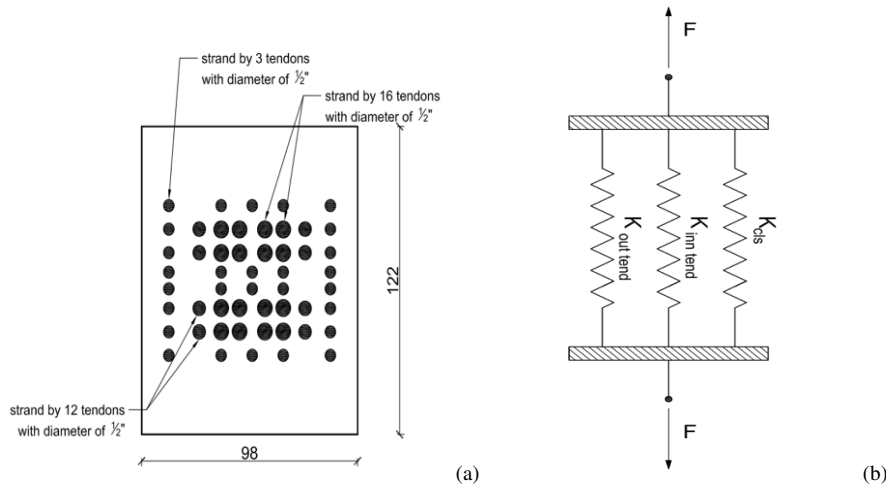 strand by 3 tendons
with diameter of ½"
strand by 16 tendons
with diameter of ½"
122
strand by 12 tendons
with diameter of ½"
98
(a)
F
K out tend
K inn tend
K cls
F
(b)